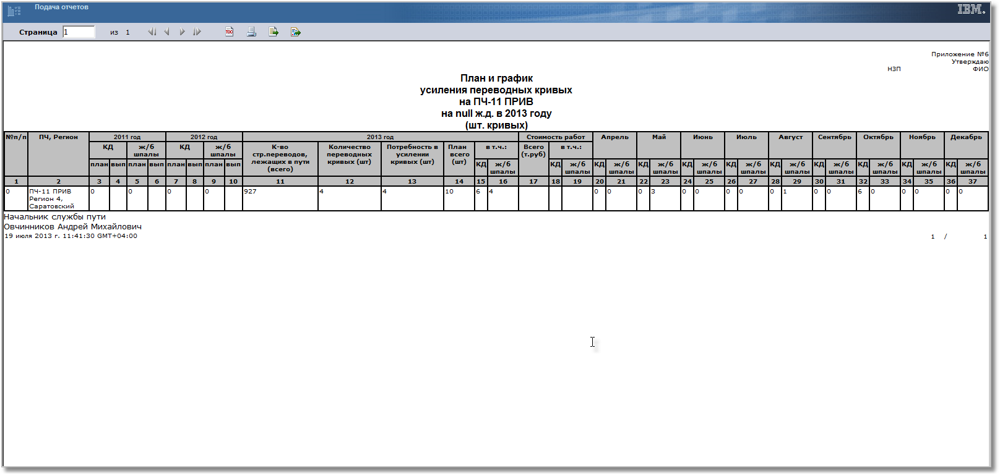 Подача отчетов
IBM.
Страница 1 из 1
TOC
Приложение №6
Утверждаю
НЗП ФИО
План и график
усиления переводных кривых
на ПЧ-11 ПРИВ
на null ж.д. в 2013 году
(шт. кривых)
№п/п ПЧ, Регион 2011 год 2012 год 2013 год Стоимость работ Апрель Май Июнь Июль Август Сентябрь Октябрь Ноябрь Декабрь
КД ж/б шпалы КД ж/б шпалы К-во стр.переводов, лежащих в пути (всего) Количество переводных кривых (шт) Потребность в усилении кривых (шт) План всего (шт) в т.ч.: Всего (т.руб) в т.ч.:
план вып план вып план вып план вып КД ж/б шпалы КД ж/б шпалы КД ж/б шпалы КД ж/б шпалы КД ж/б шпалы КД ж/б шпалы КД ж/б шпалы КД ж/б шпалы КД ж/б шпалы КД ж/б шпалы КД ж/б шпалы
1 2 3 4 5 6 7 8 9 10 11 12 13 14 15 16 17 18 19 20 21 22 23 24 25 26 27 28 29 30 31 32 33 34 35 36 37
0 ПЧ-11 ПРИВ 0 0 0 0 927 4 4 10 6 4 0 0 0 3 0 0 0 0 0 1 0 0 6 0 0 0 0 0
Регион 4,
Саратовский
Начальник службы пути
Овчинников Андрей Михайлович
19 июля 2013 г. 11:41:30 GMT+04:00 1 / 1